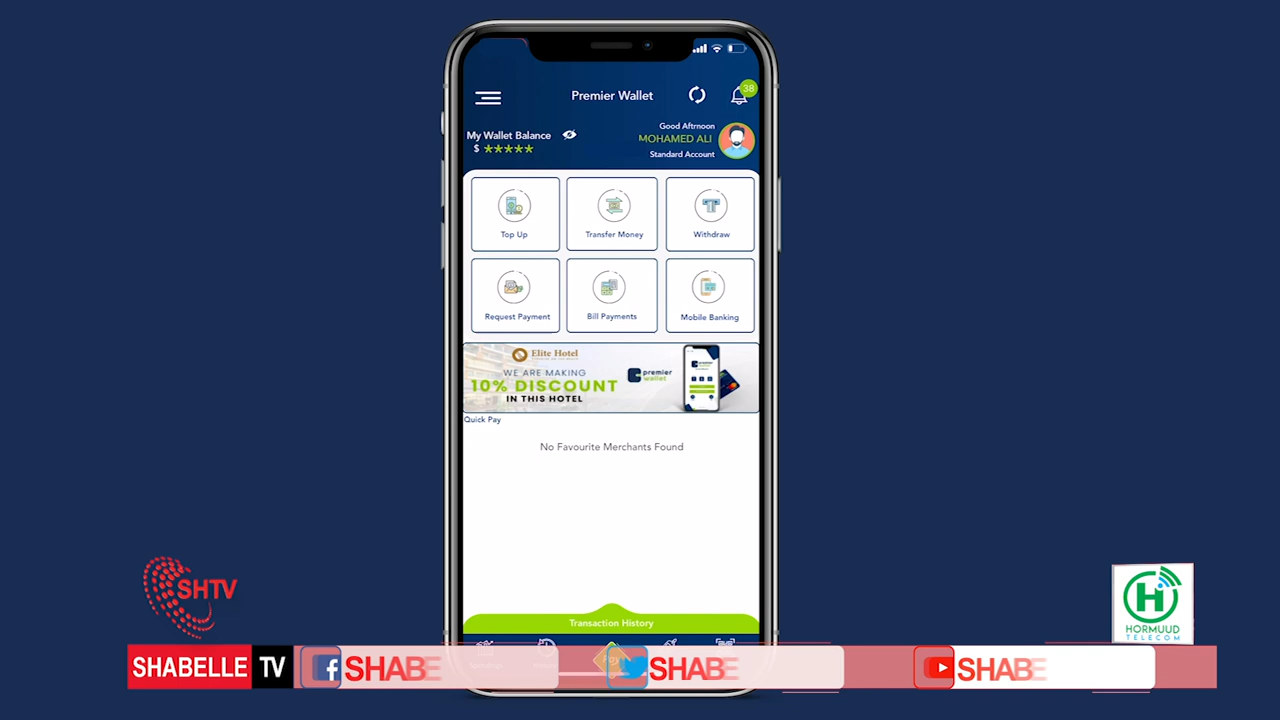 Premier Wallet
38
My Wallet Balance
$ *****
Good Aftrnoon
MOHAMED ALI
Standard Account
Top Up
Transfer Money
Withdraw
Request Payment
Bill Payments
Mobile Banking
Elite Hotel
WE ARE MAKING
10% DISCOUNT
IN THIS HOTEL
premier
wallet
Quick Pay
No Favourite Merchants Found
Transaction History
SHTV
HORMUUD
TELECOM
SHABELLE TV
SHABE
SHABE
SHABE